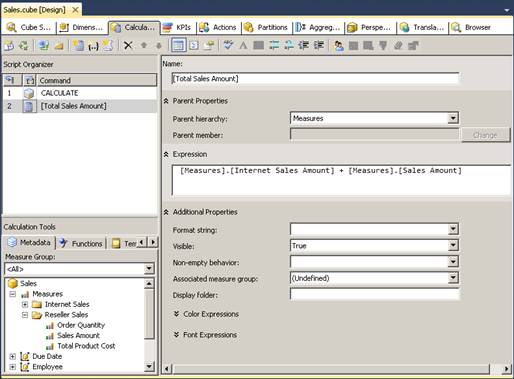 Sales.cube [Design]
Cube S... Dimens... Calcula... KPIs Actions Partitions Aggreg... Perspe... Transla... Browser
Script Organizer
Command
1 CALCULATE
2 [Total Sales Amount]
Calculation Tools
Metadata Functions Tem
Measure Group:
<All>
Sales
Measures
Internet Sales
Reseller Sales
Order Quantity
Sales Amount
Total Product Cost
Due Date
Employee
Name:
[Total Sales Amount]
Parent Properties
Parent hierarchy: Measures
Parent member: Change
Expression
[Measures].[Internet Sales Amount] + [Measures].[Sales Amount]
Additional Properties
Format string:
Visible: True
Non-empty behavior:
Associated measure group: (Undefined)
Display folder:
Color Expressions
Font Expressions